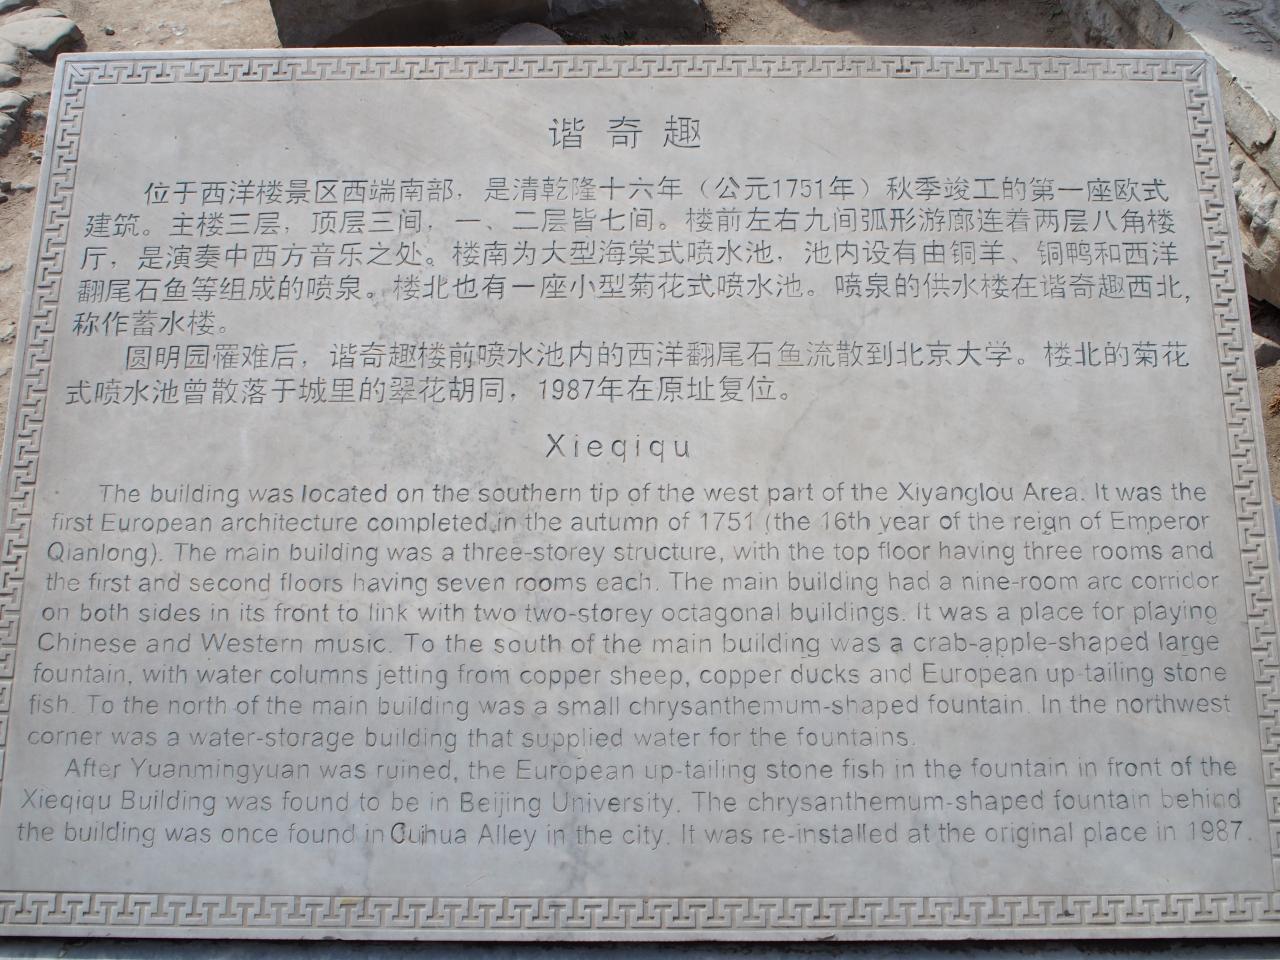 谐奇趣
位于西洋楼景区西端南部，是清乾隆十六年（公元1751年）秋季竣工的第一座欧式
建筑。主楼三层，顶层三间，一、二层皆七间。楼前左右九间弧形游廊连着两层八角楼
厅，是演奏中西方音乐之处。楼南为大型海棠式喷水池，池内设有由铜羊、铜鸭和西洋
翻尾石鱼等组成的喷泉。楼北也有一座小型菊花式喷水池。喷泉的供水楼在谐奇趣西北，
称作蓄水楼。
圆明园罹难后，谐奇趣楼前喷水池内的西洋翻尾石鱼流散到北京大学。楼北的菊花
式喷水池曾散落于城里的翠花胡同，1987年在原址复位。
Xieqiqu
The building was located on the southern tip of the west part of the Xiyanglou Area. It was the
first European architecture completed in the autumn of 1751 (the 16th year of the reign of Emperor
Qianlong). The main building was a three-storey structure, with the top floor having three rooms and
the first and second floors having seven rooms each. The main building had a nine-room arc corridor
on both sides in its front to link with two two-storey octagonal buildings. It was a place for playing
Chinese and Western music. To the south of the main building was a crab-apple-shaped large
fountain, with water columns jetting from copper sheep, copper ducks and European up-tailing stone
fish. To the north of the main building was a small chrysanthemum-shaped fountain. In the northwest
corner was a water-storage building that supplied water for the fountains.
After Yuanmingyuan was ruined, the European up-tailing stone fish in the fountain in front of the
Xieqiqu Building was found to be in Beijing University. The chrysanthemum-shaped fountain behind
the building was once found in Cuihua Alley in the city. It was re-installed at the original place in 1987.